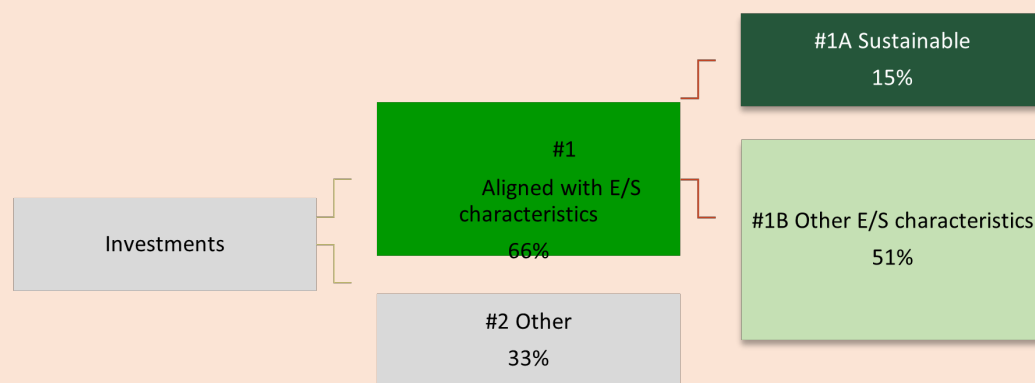 Investments
#1
Aligned with E/S
characteristics
66%
#2 Other
33%
#1A Sustainable
15%
#1B Other E/S characteristics
51%